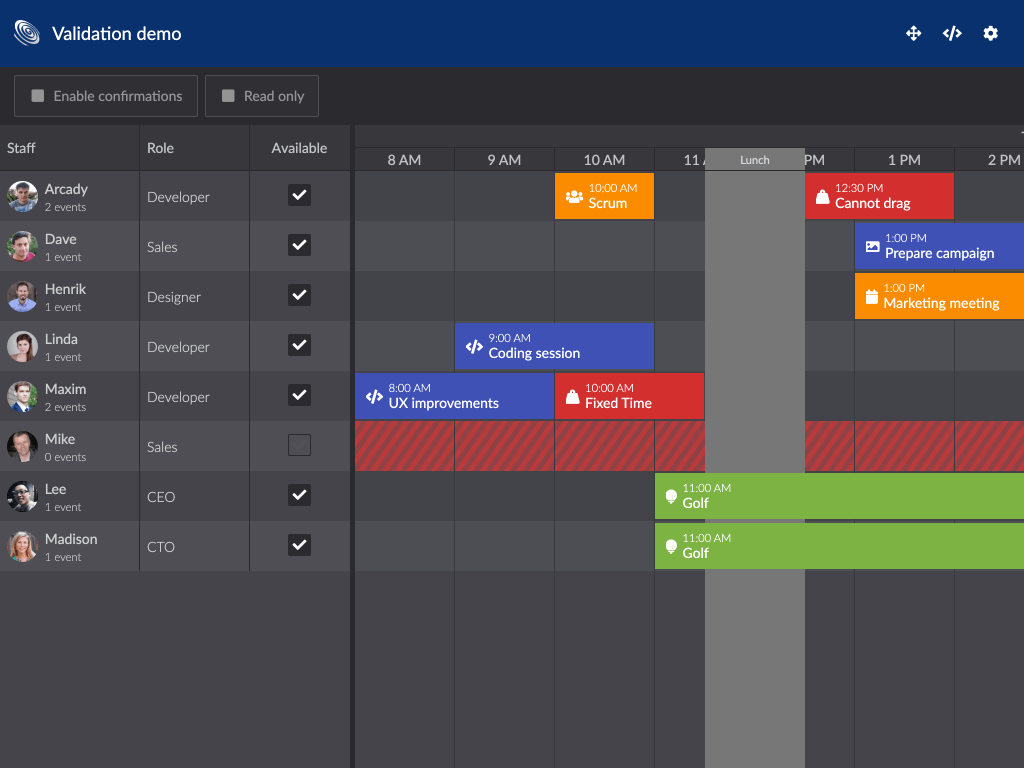 Validation demo
Enable confirmations
Read only
Staff Role Available
8 AM 9 AM 10 AM 11 Lunch PM 1 PM 2 PM
Arcady
2 events
Developer
10:00 AM
Scrum
12:30 PM
Cannot drag
Dave
1 event
Sales
1:00 PM
Prepare campaign
Henrik
1 event
Designer
1:00 PM
Marketing meeting
Linda
1 event
Developer
9:00 AM
Coding session
Maxim
2 events
Developer
8:00 AM
UX improvements
10:00 AM
Fixed Time
Mike
0 events
Sales
Lee
1 event
CEO
11:00 AM
Golf
Madison
1 event
CTO
11:00 AM
Golf